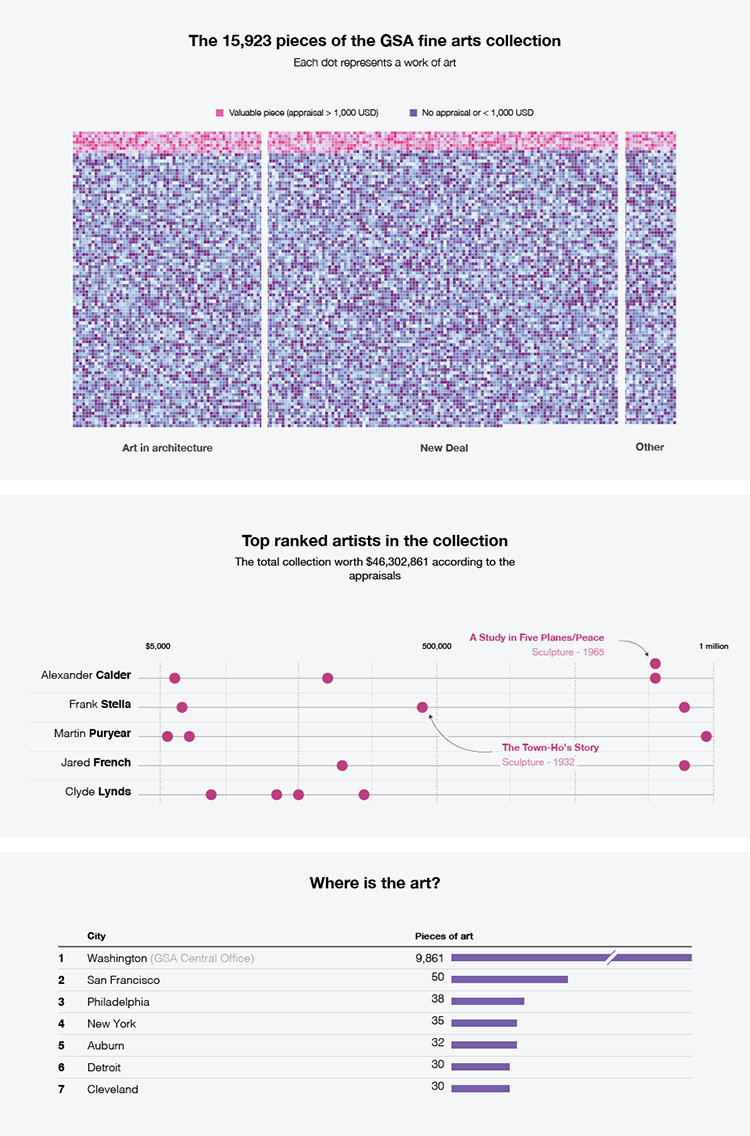 The 15,923 pieces of the GSA fine arts collection
Each dot represents a work of art
Valuable piece (appraisal > 1,000 USD)
No appraisal or < 1,000 USD
Art in architecture
New Deal
Other
Top ranked artists in the collection
The total collection worth $46,302,861 according to the
appraisals
$5,000
500,000
1 million
A Study in Five Planes/Peace
Sculpture - 1965
Alexander Calder
Frank Stella
Martin Puryear
The Town-Ho's Story
Sculpture - 1932
Jared French
Clyde Lynds
Where is the art?
City Pieces of art
1 Washington (GSA Central Office) 9,861
2 San Francisco 50
3 Philadelphia 38
4 New York 35
5 Auburn 32
6 Detroit 30
7 Cleveland 30